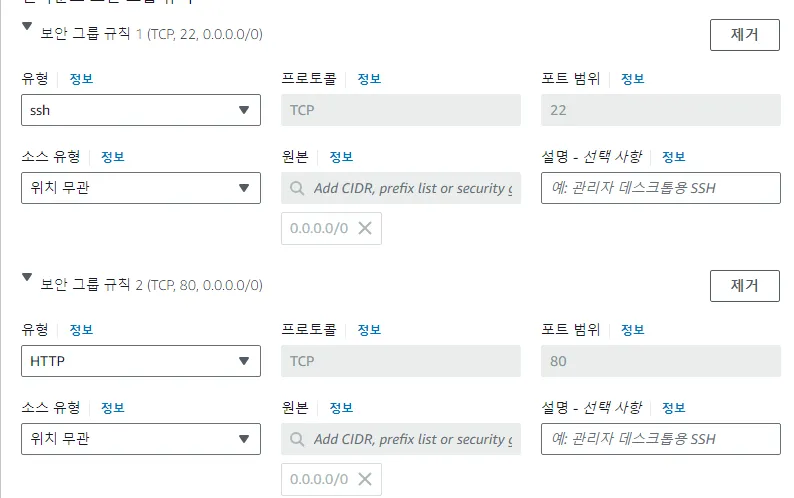 보안 그룹 규칙 1 (TCP, 22, 0.0.0.0/0)
제거
유형 정보
프로토콜 정보
포트 범위 정보
ssh
TCP
22
소스 유형 정보
원본 정보
설명 - 선택 사항 정보
위치 무관
Add CIDR, prefix list or security g
예: 관리자 데스크톱용 SSH
0.0.0.0/0
보안 그룹 규칙 2 (TCP, 80, 0.0.0.0/0)
제거
유형 정보
프로토콜 정보
포트 범위 정보
HTTP
TCP
80
소스 유형 정보
원본 정보
설명 - 선택 사항 정보
위치 무관
Add CIDR, prefix list or security g
예: 관리자 데스크톱용 SSH
0.0.0.0/0